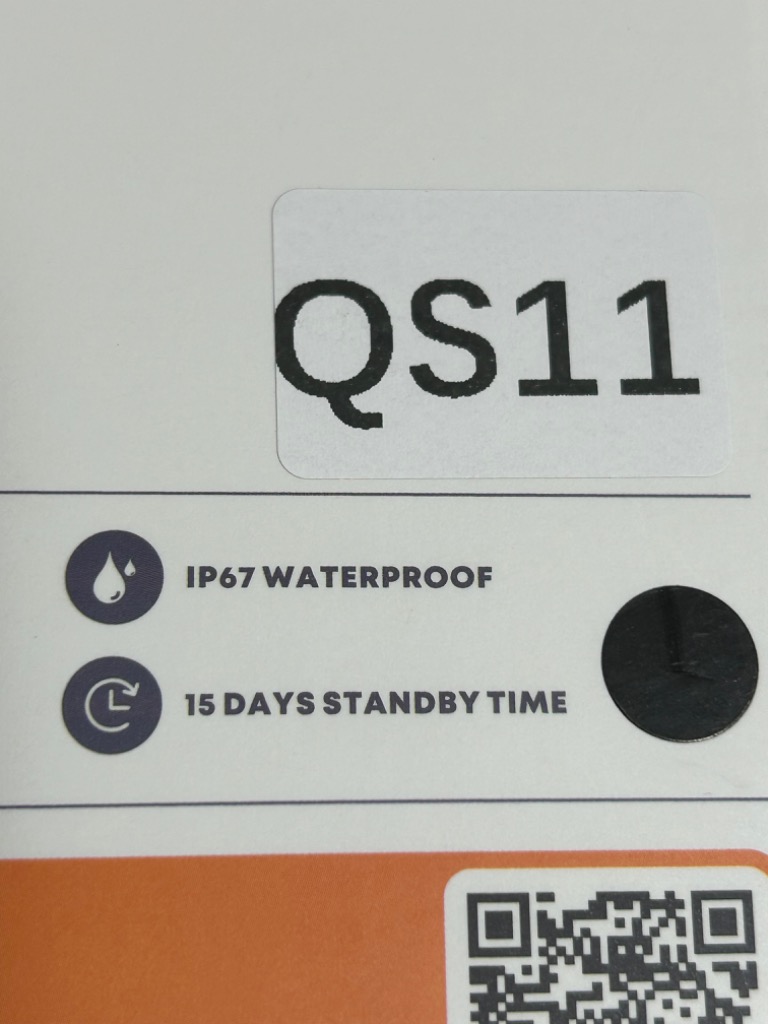 QS11
IP67 WATERPROOF
15 DAYS STANDBY TIME